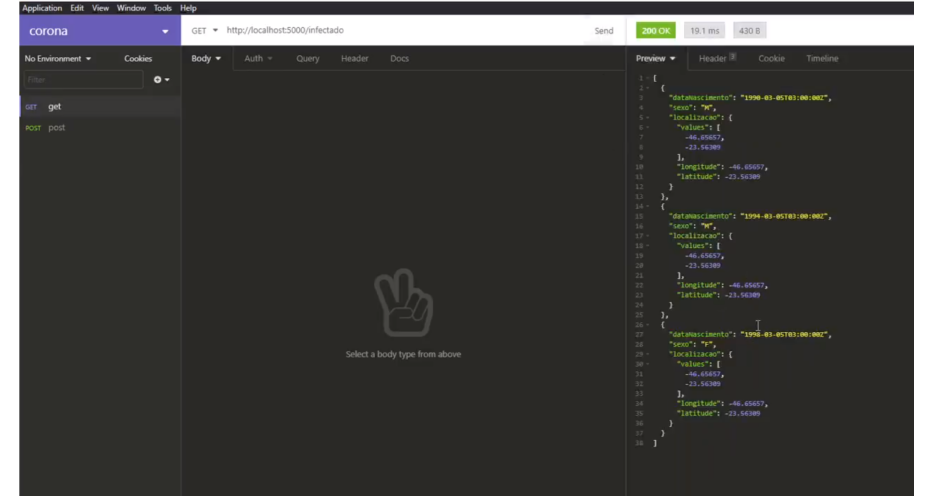 Application Edit View Window Tools Help
corona
GET http://localhost:5000/infectado
Send
200 OK 19.1 ms 430 B
No Environment Cookies
Body Auth Query Header Docs
Preview Header 7 Cookie Timeline
Filter
GET get
POST post
Select a body type from above
1 [
2 {
3 "dataNascimento": "1990-03-05T03:00:00Z",
4 "sexo": "M",
5 "localizacao": {
6 "values": [
7 -46.65657,
8 -23.56309
9 ],
10 "longitude": -46.65657,
11 "latitude": -23.56309
12 }
13 },
14 {
15 "dataNascimento": "1994-03-05T03:00:00Z",
16 "sexo": "M",
17 "localizacao": {
18 "values": [
19 -46.65657,
20 -23.56309
21 ],
22 "longitude": -46.65657,
23 "latitude": -23.56309
24 }
25 },
26 {
27 "dataNascimento": "1998-03-05T03:00:00Z",
28 "sexo": "F",
29 "localizacao": {
30 "values": [
31 -46.65657,
32 -23.56309
33 ],
34 "longitude": -46.65657,
35 "latitude": -23.56309
36 }
37 }
38 ]